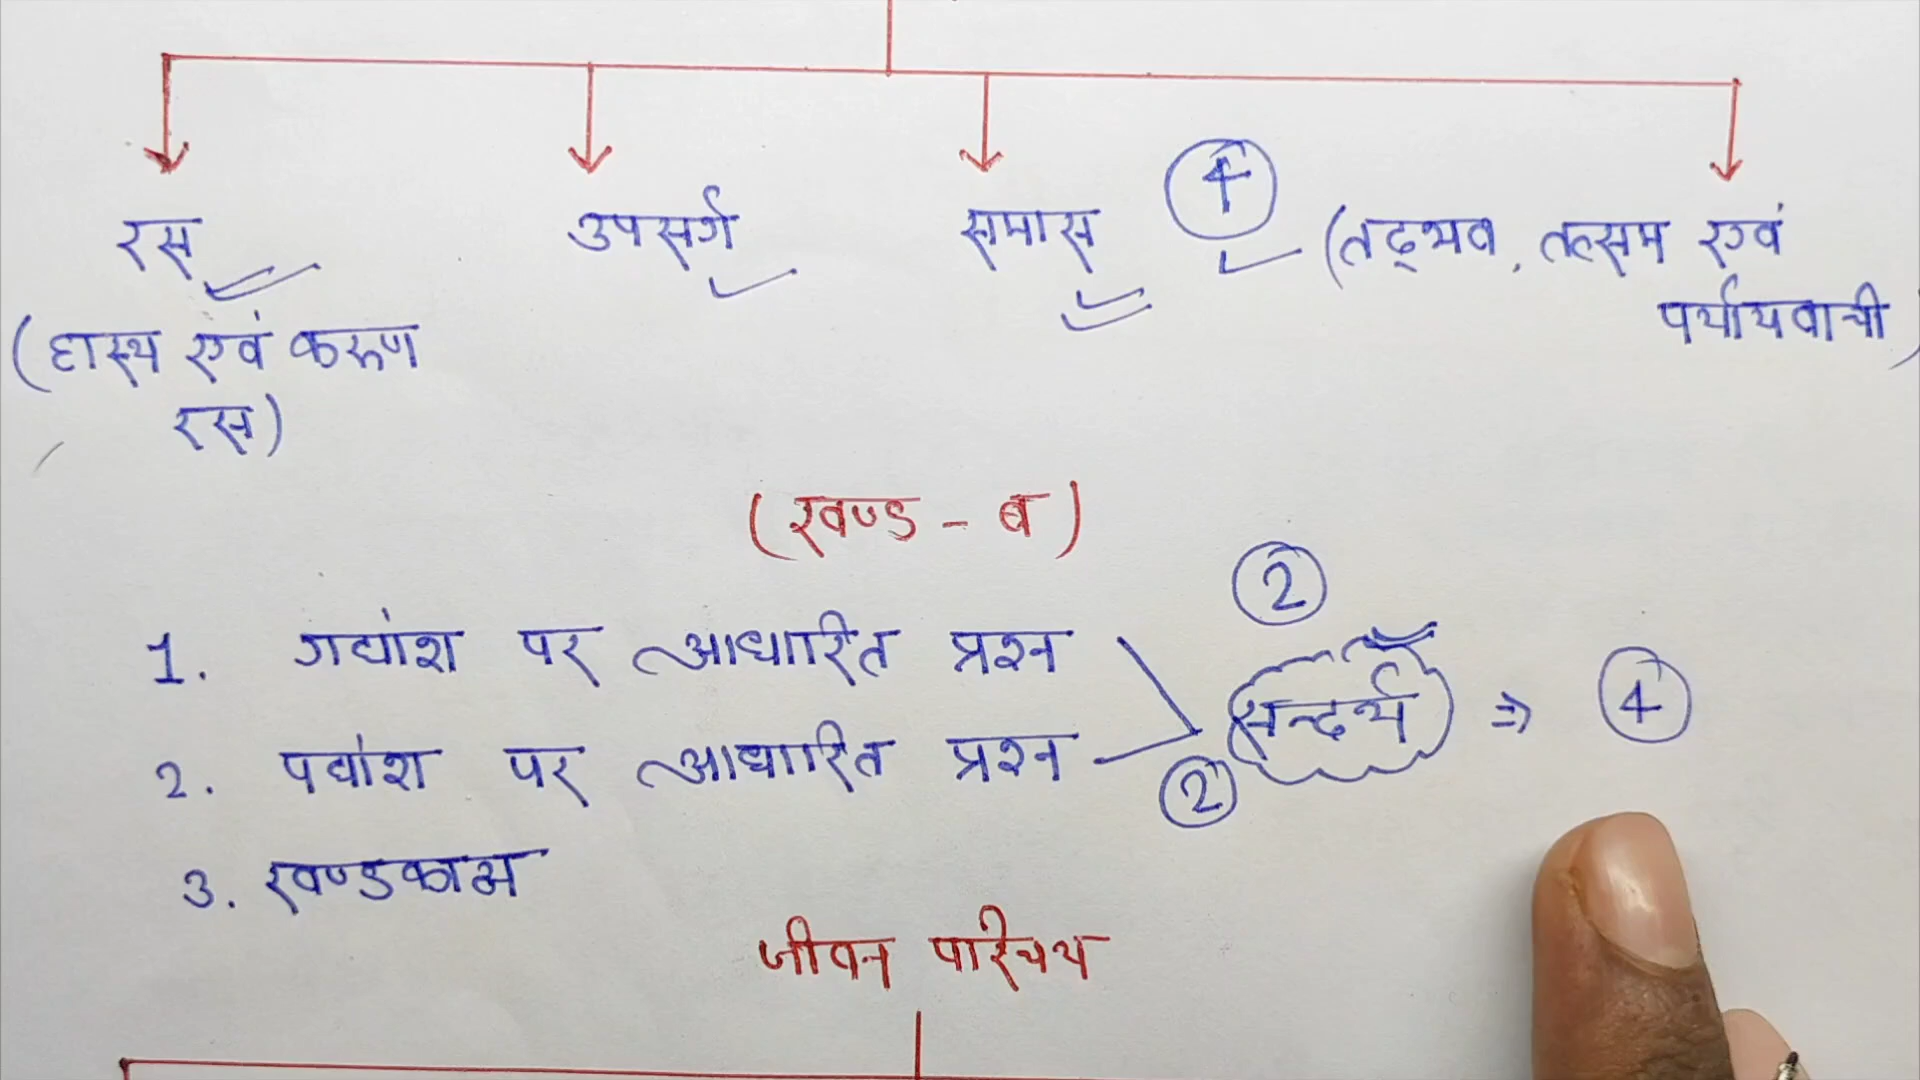 रस
उपसर्ग
समास
4
(तद्भव, तत्सम एवं
पर्यायवाची)
(हास्य एवं करुण
रस)
(खण्ड - ब)
2
1. गद्यांश पर आधारित प्रश्न
सन्दर्भ ⇒ 4
2. पद्यांश पर आधारित प्रश्न
2
3. खण्डकाव्य
जीवन परिचय